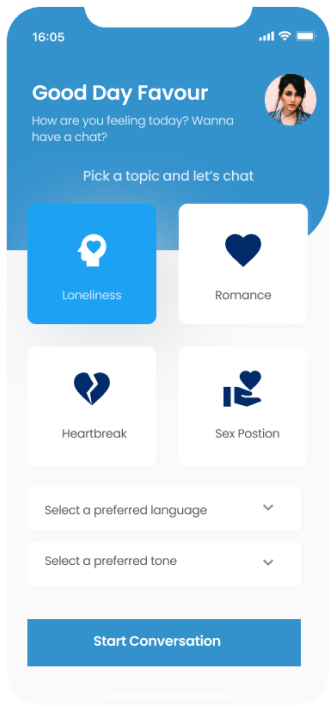 16:05
Good Day Favour
How are you feeling today? Wanna
have a chat?
Pick a topic and let's chat
Loneliness
Romance
Heartbreak
Sex Postion
Select a preferred language
Select a preferred tone
Start Conversation